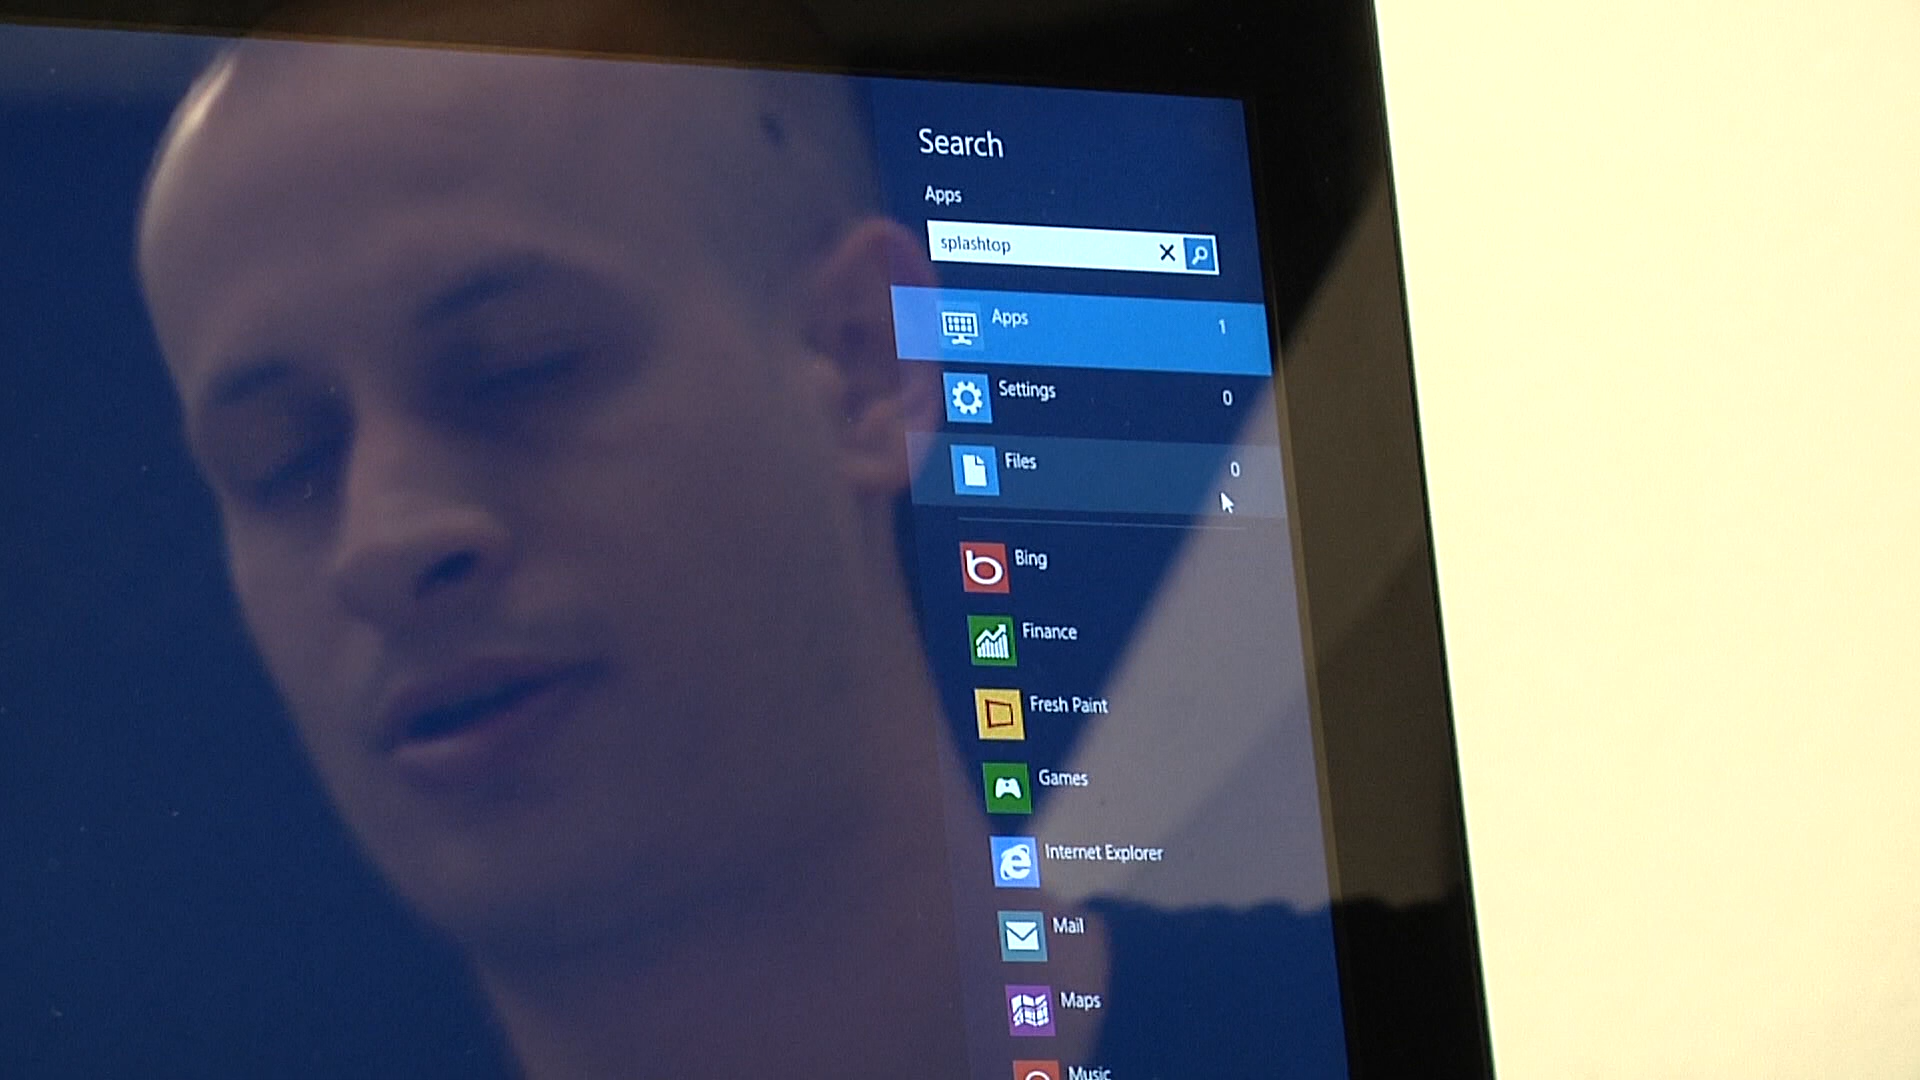 Search
Apps
splashtop
Apps 1
Settings 0
Files 0
Bing
Finance
Fresh Paint
Games
Internet Explorer
Mail
Maps
Music